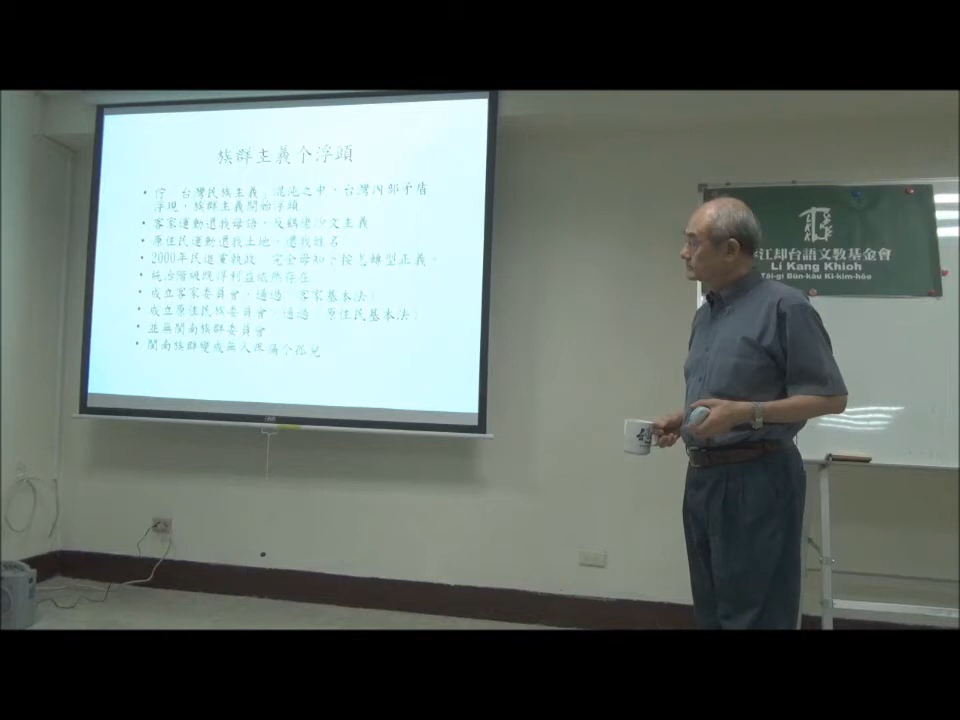 族群主義个浮頭
• 佇「台灣民族主義」混沌之中,台灣內部矛盾
浮現,族群主義開始浮頭
• 客家運動還我母語,反鶴佬沙文主義
• 原住民運動還我土地,還我姓名
• 2000年民進黨執政,完全毋知卜按怎轉型正義。
• 統治階級既得利益依然存在
• 成立客家委員會,通過「客家基本法」
• 成立原住民族委員會,通過「原住民基本法」
• 並無閩南族群委員會
• 閩南族群變成無人保痛个孤兒
江却台語文教基金會
Lí Kang Khioh
Tâi-gí Bûn-kàu Ki-kim-hōe